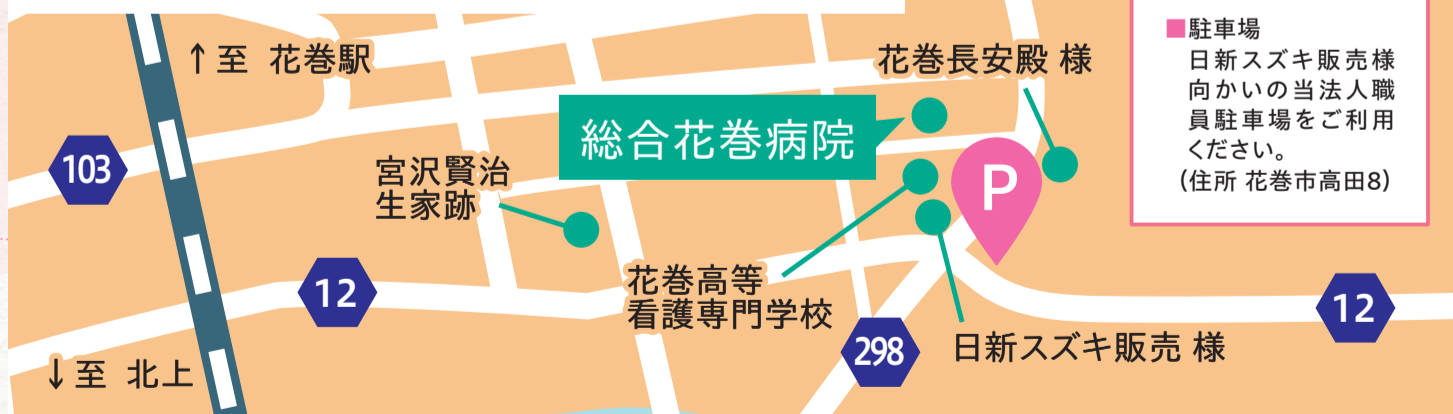 ↑至 花巻駅
花巻長安殿 様
■駐車場
日新スズキ販売様
向かいの当法人職
員駐車場をご利用
ください。
(住所 花巻市高田8)
総合花巻病院
103
宮沢賢治
生家跡
P
花巻高等
看護専門学校
12
12
298
日新スズキ販売 様
↓至 北上